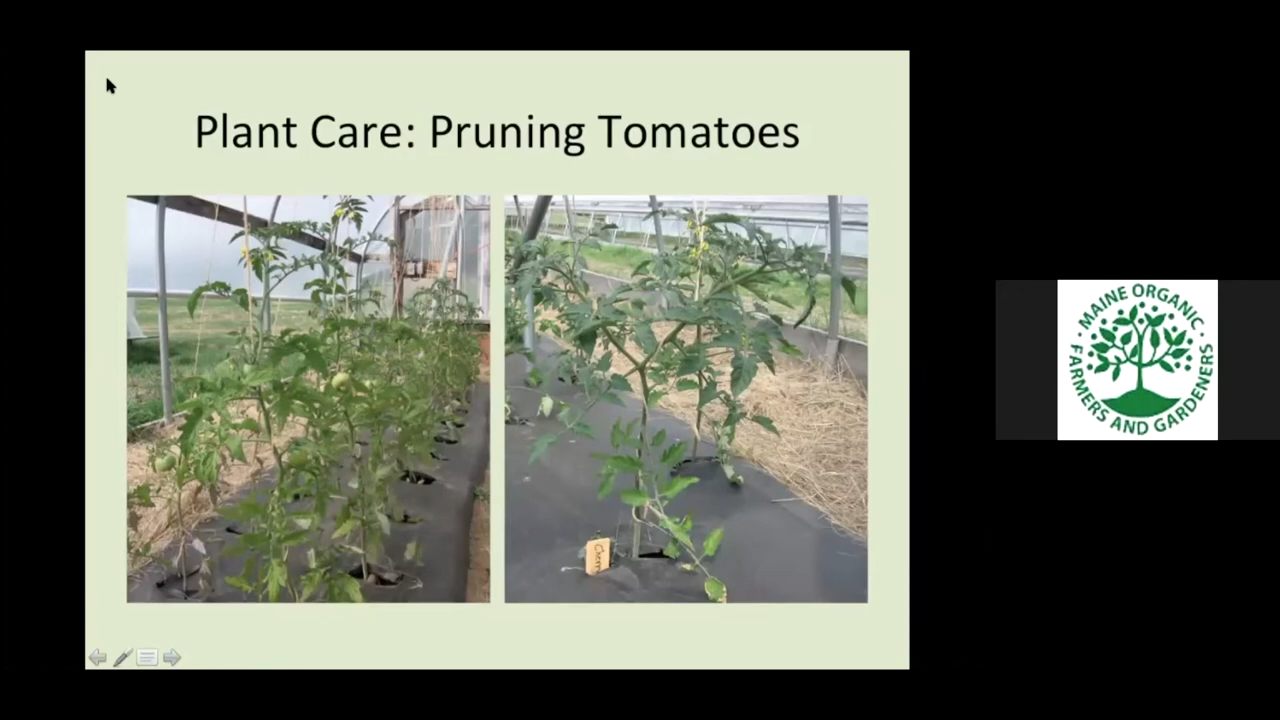 Plant Care: Pruning Tomatoes
MAINE ORGANIC
FARMERS AND GARDENERS